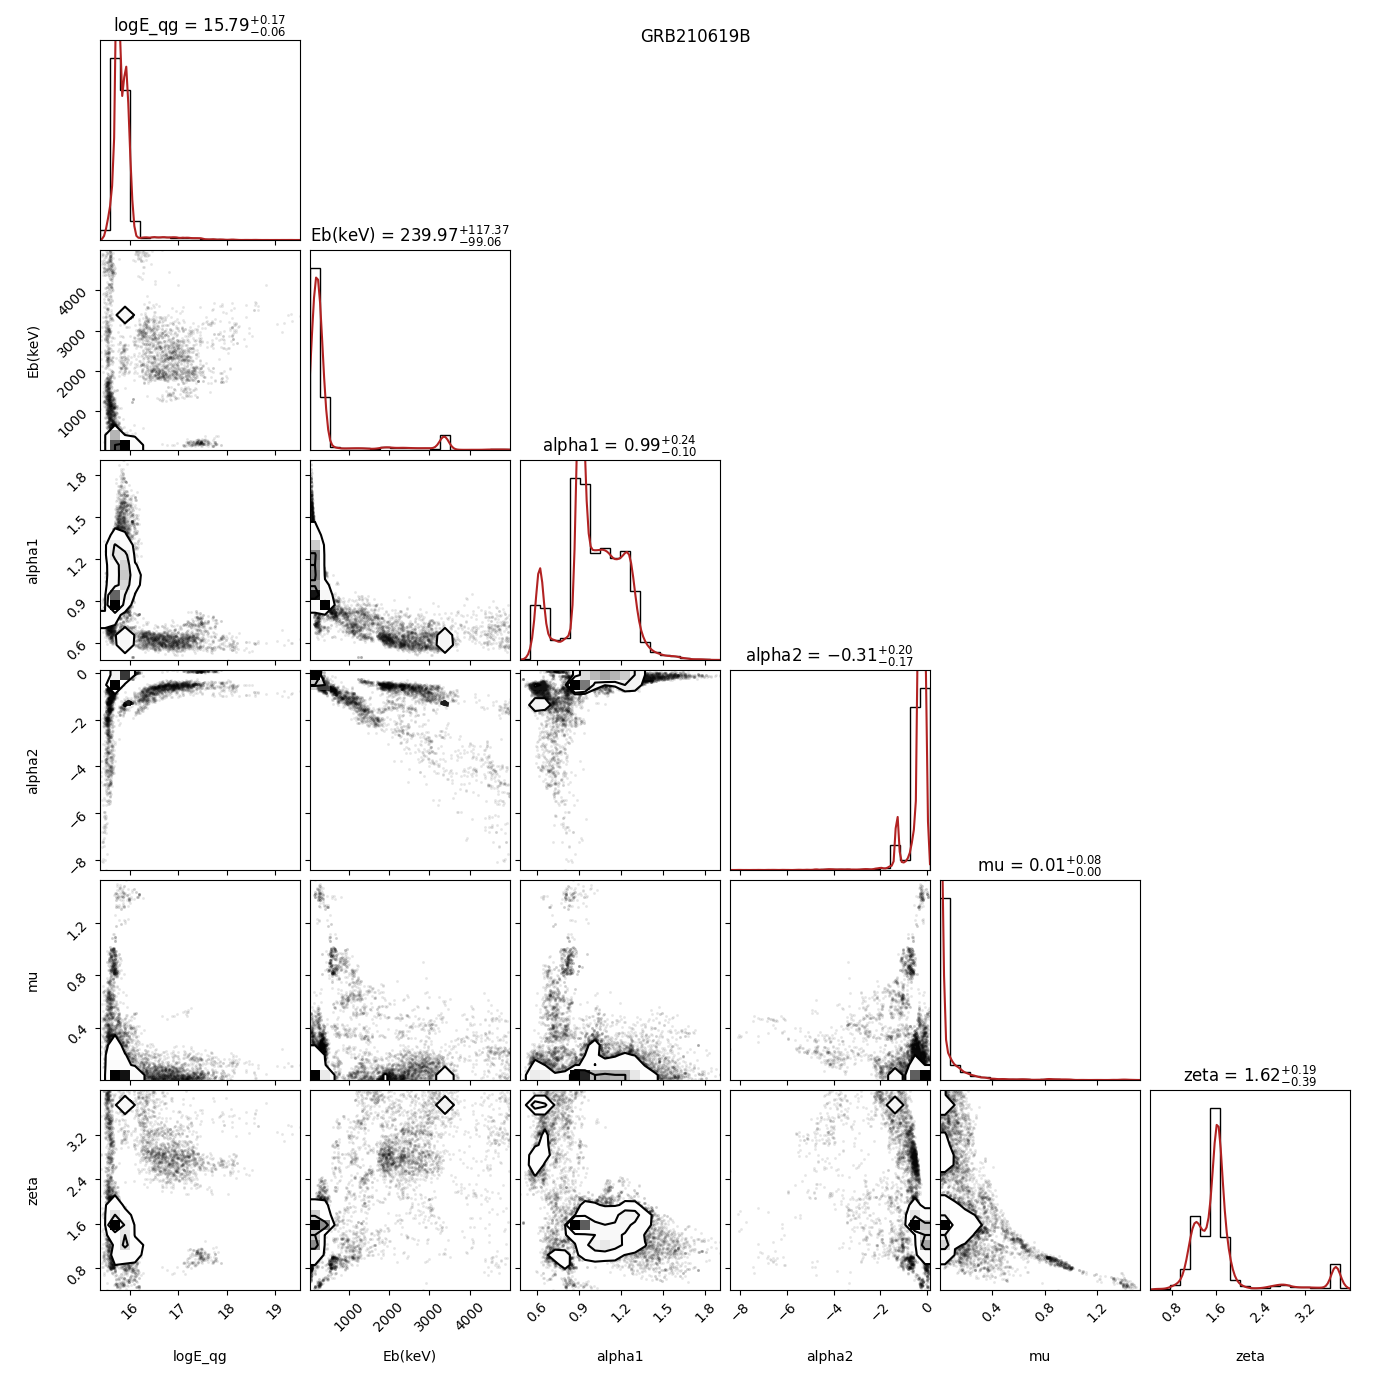 GRB210619B
logE_qg = 15.79 +0.17 −0.06
Eb(keV) = 239.97 +117.37 −99.06
Eb(keV)
4000
3000
2000
1000
alpha1 = 0.99 +0.24 −0.10
alpha1
1.8
1.5
1.2
0.9
0.6
alpha2 = −0.31 +0.20 −0.17
alpha2
0
−2
−4
−6
−8
mu = 0.01 +0.08 −0.00
mu
1.2
0.8
0.4
zeta = 1.62 +0.19 −0.39
zeta
3.2
2.4
1.6
0.8
16 17 18 19
1000 2000 3000 4000
0.6 0.9 1.2 1.5 1.8
−8 −6 −4 −2 0
0.4 0.8 1.2
0.8 1.6 2.4 3.2
logE_qg Eb(keV) alpha1 alpha2 mu zeta